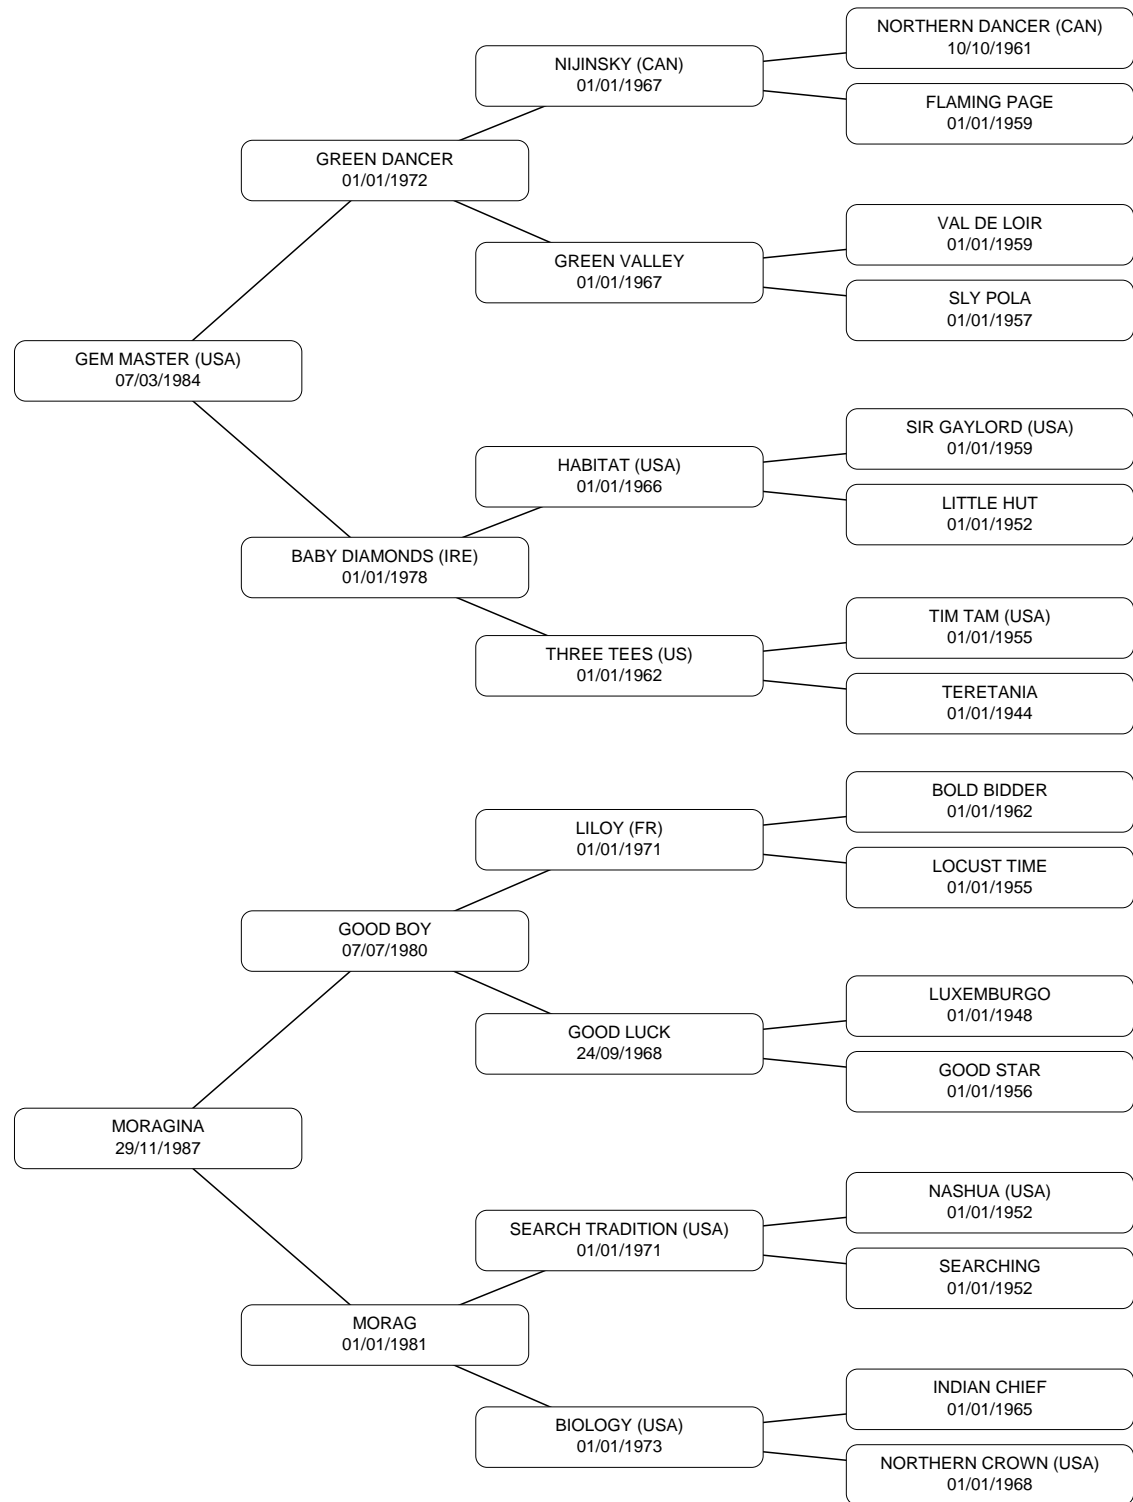 NORTHERN DANCER (CAN)
10/10/1961
NIJINSKY (CAN)
01/01/1967
FLAMING PAGE
01/01/1959
GREEN DANCER
01/01/1972
VAL DE LOIR
01/01/1959
GREEN VALLEY
01/01/1967
SLY POLA
01/01/1957
GEM MASTER (USA)
07/03/1984
SIR GAYLORD (USA)
01/01/1959
HABITAT (USA)
01/01/1966
LITTLE HUT
01/01/1952
BABY DIAMONDS (IRE)
01/01/1978
TIM TAM (USA)
01/01/1955
THREE TEES (US)
01/01/1962
TERETANIA
01/01/1944
BOLD BIDDER
01/01/1962
LILOY (FR)
01/01/1971
LOCUST TIME
01/01/1955
GOOD BOY
07/07/1980
LUXEMBURGO
01/01/1948
GOOD LUCK
24/09/1968
GOOD STAR
01/01/1956
MORAGINA
29/11/1987
NASHUA (USA)
01/01/1952
SEARCH TRADITION (USA)
01/01/1971
SEARCHING
01/01/1952
MORAG
01/01/1981
INDIAN CHIEF
01/01/1965
BIOLOGY (USA)
01/01/1973
NORTHERN CROWN (USA)
01/01/1968